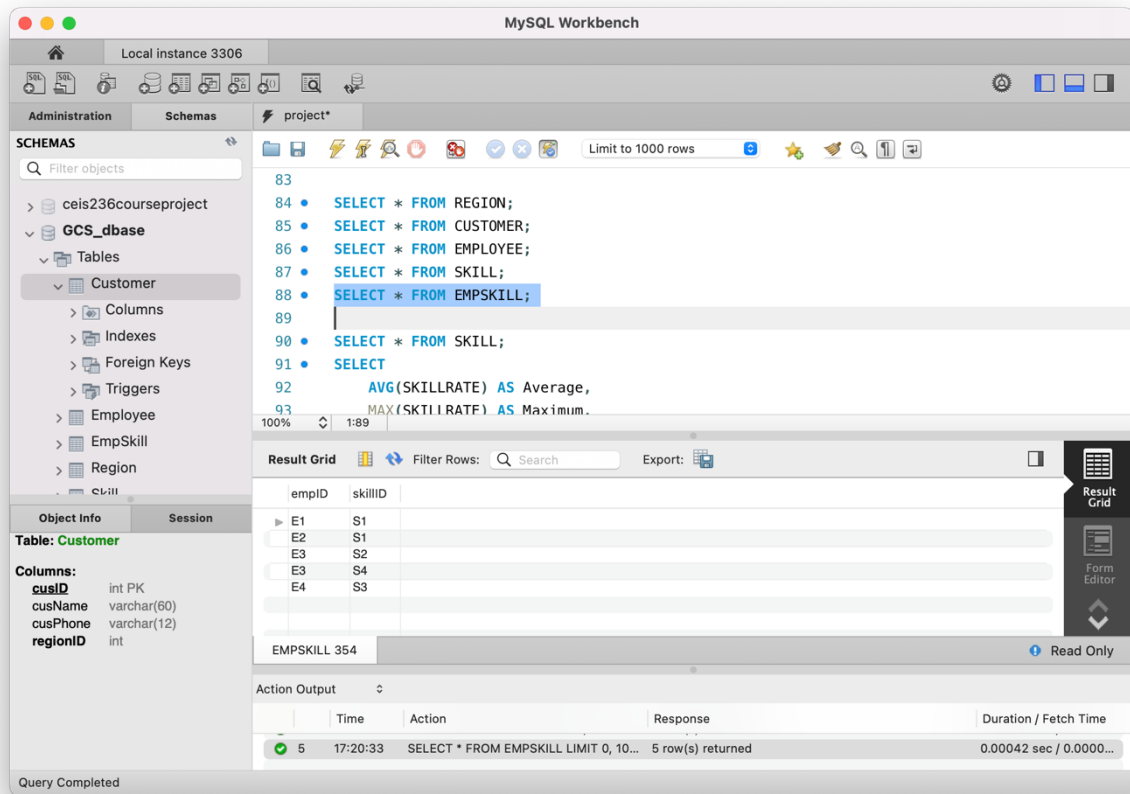 MySQL Workbench
Local instance 3306
Administration
Schemas
project*
SCHEMAS
Filter objects
Limit to 1000 rows
ceis236courseproject
GCS_dbase
Tables
Customer
Columns
Indexes
Foreign Keys
Triggers
Employee
EmpSkill
Region
Skill
83
84 SELECT * FROM REGION;
85 SELECT * FROM CUSTOMER;
86 SELECT * FROM EMPLOYEE;
87 SELECT * FROM SKILL;
88 SELECT * FROM EMPSKILL;
89
90 SELECT * FROM SKILL;
91 SELECT
92 AVG(SKILLRATE) AS Average,
93 MAX(SKILLRATE) AS Maximum,
100% 1:89
Result Grid Filter Rows: Search Export:
empID skillID
E1 S1
E2 S1
E3 S2
E3 S4
E4 S3
Result
Grid
Form
Editor
EMPSKILL 354
Read Only
Object Info Session
Table: Customer
Columns:
cusID int PK
cusName varchar(60)
cusPhone varchar(12)
regionID int
Action Output
Time Action Response Duration / Fetch Time
5 17:20:33 SELECT * FROM EMPSKILL LIMIT 0, 10... 5 row(s) returned 0.00042 sec / 0.0000...
Query Completed